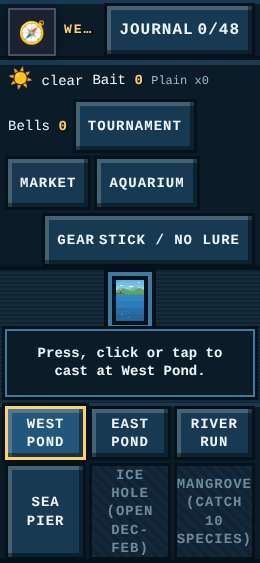 WE… JOURNAL 0/48
clear Bait 0 Plain x0
Bells 0 TOURNAMENT
MARKET AQUARIUM
GEAR STICK / NO LURE
Press, click or tap to
cast at West Pond.
WEST
POND
EAST
POND
RIVER
RUN
SEA
PIER
ICE
HOLE
(OPEN
DEC-
FEB)
MANGROVE
(CATCH
10
SPECIES)